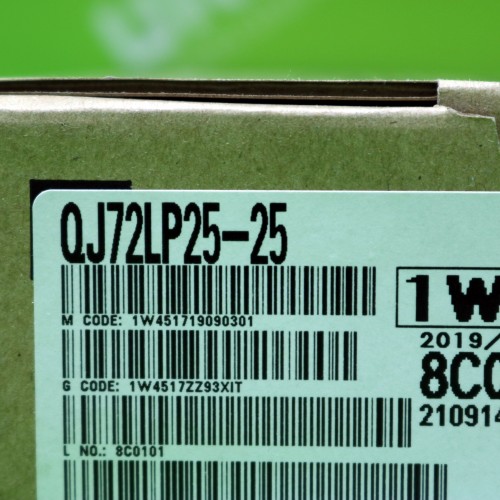 QJ72LP25-25
M CODE: 1W451719090301
1W
2019/
G CODE: 1W4517ZZ93XIT
8C0
210914
L NO.: 8C0101